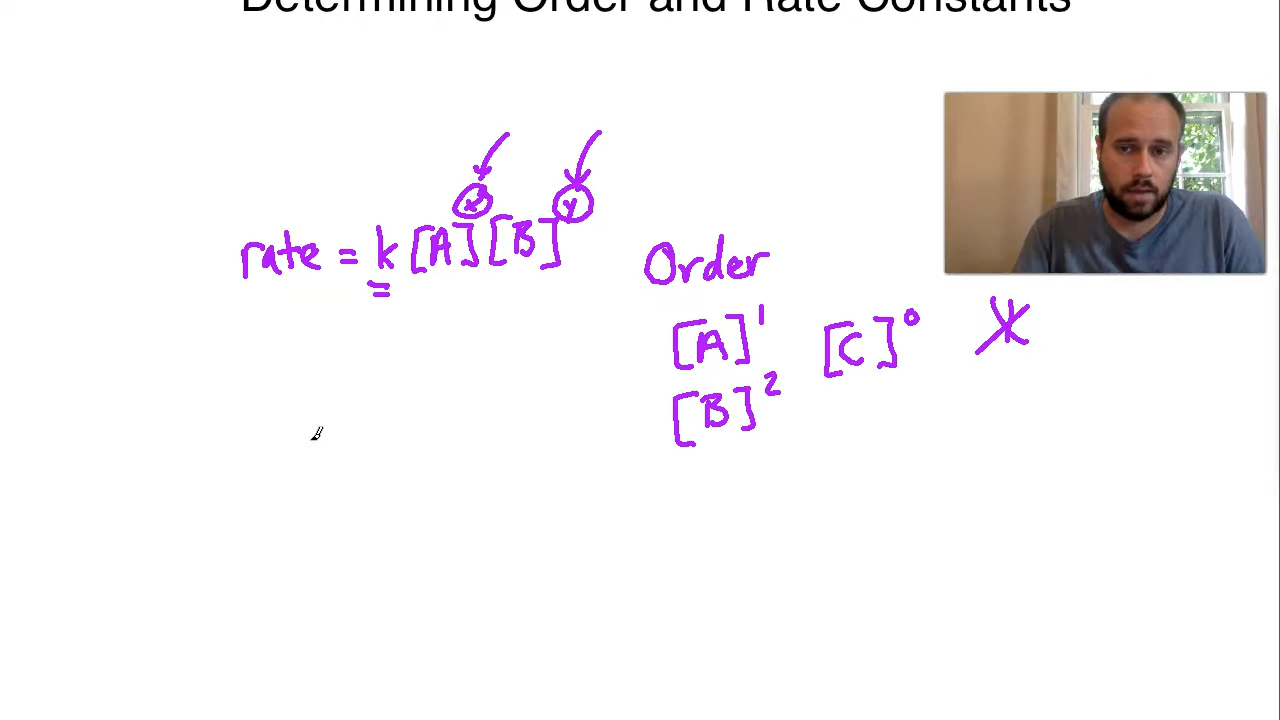 Determining Order and Rate Constants
rate = k[A]ˣ[B]ʸ
Order
[A]¹ [C]⁰
[B]²